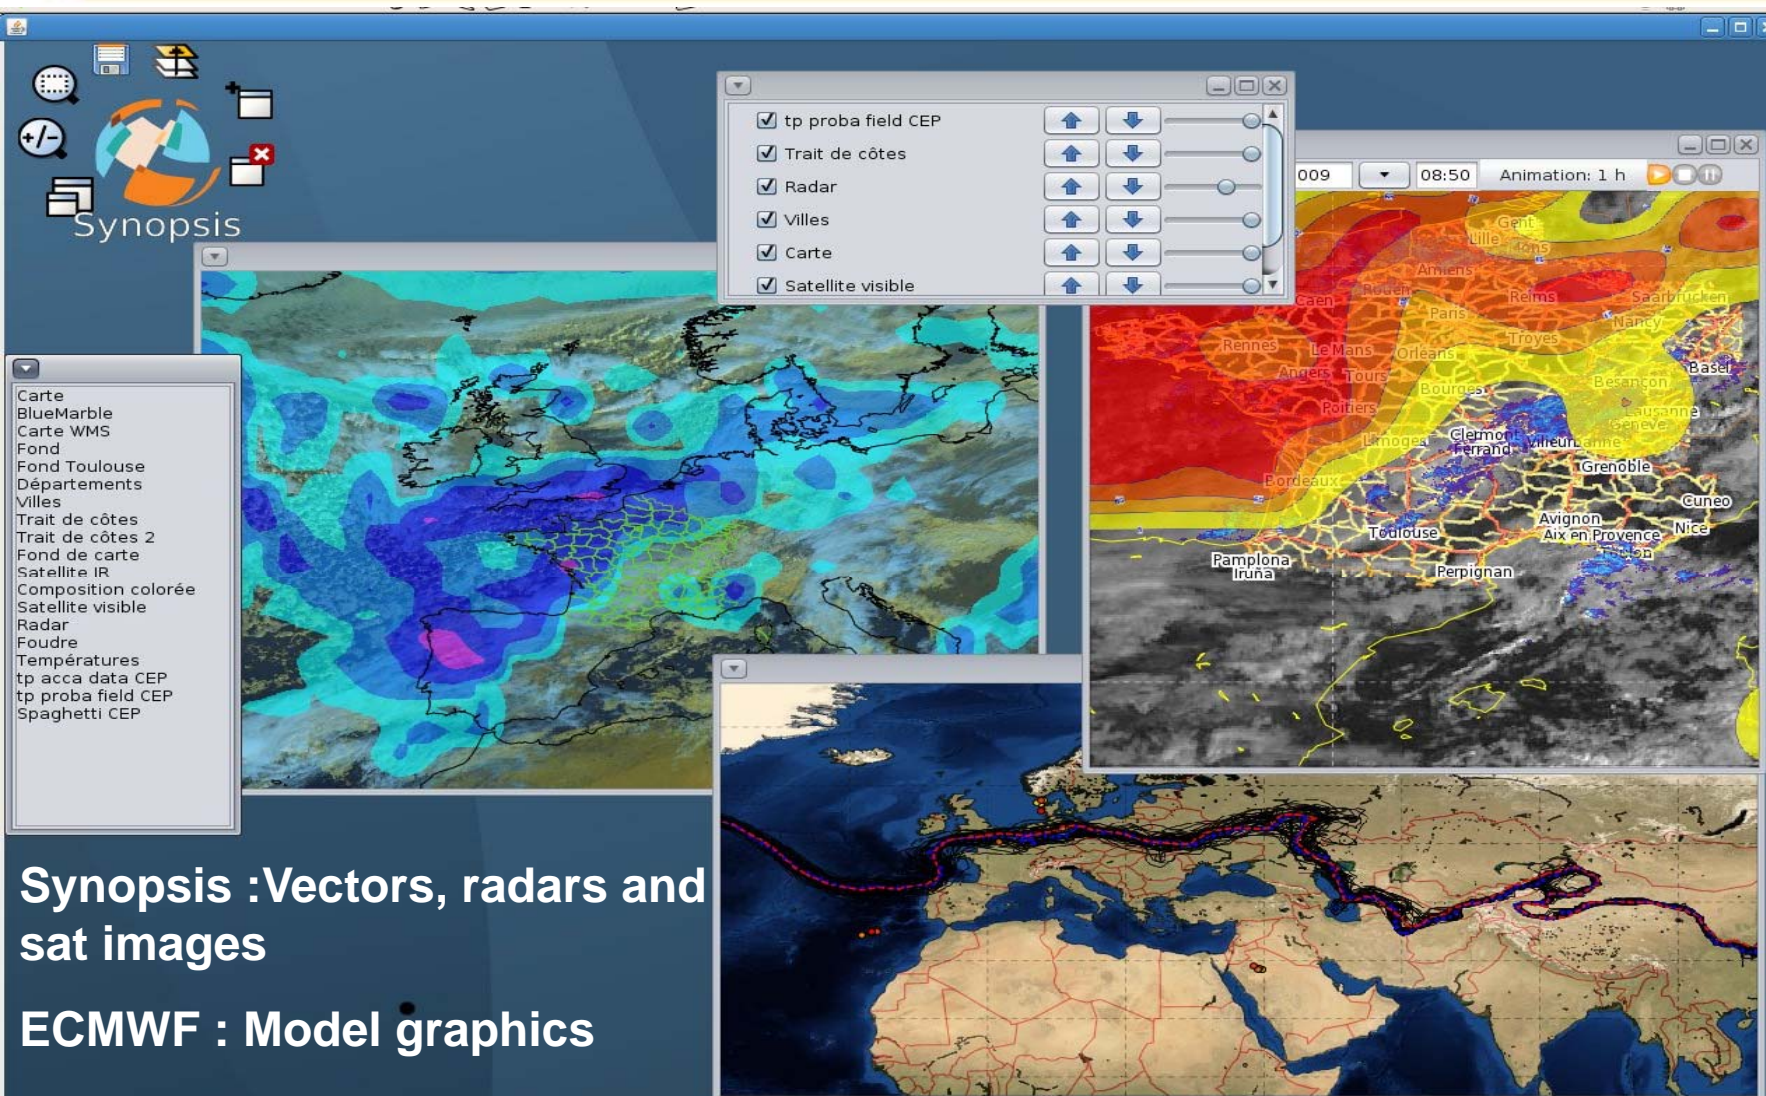 Synopsis
tp proba field CEP
Trait de côtes
Radar
Villes
Carte
Satellite visible
009
08:50
Animation: 1 h
Gent
Lille
Amiens
Rouen
Caen
Reims
Saarbrücken
Paris
Nancy
Troyes
Rennes
Le Mans
Orléans
Basel
Angers
Tours
Bourges
Besançon
Poitiers
Lausanne
Genève
Limoges
Clermont
Ferrand
Villeurbanne
Grenoble
Bordeaux
Cuneo
Avignon
Nice
Toulouse
Aix en Provence
Toulon
Pamplona
Iruña
Perpignan
Carte
BlueMarble
Carte WMS
Fond
Fond Toulouse
Départements
Villes
Trait de côtes
Trait de côtes 2
Fond de carte
Satellite IR
Composition colorée
Satellite visible
Radar
Foudre
Températures
tp acca data CEP
tp proba field CEP
Spaghetti CEP
Synopsis :Vectors, radars and
sat images
ECMWF : Model graphics